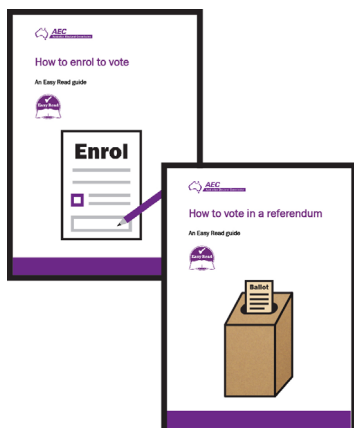 AEC
How to enrol to vote
An Easy Read guide
Easy Read
Enrol
AEC
How to vote in a referendum
An Easy Read guide
Easy Read
Ballot